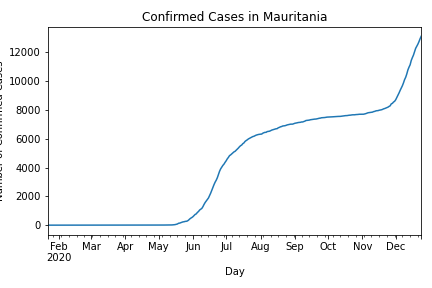 Confirmed Cases in Mauritania
Number of Confirmed Cases
12000
10000
8000
6000
4000
2000
0
Feb Mar Apr May Jun Jul Aug Sep Oct Nov Dec
2020
Day